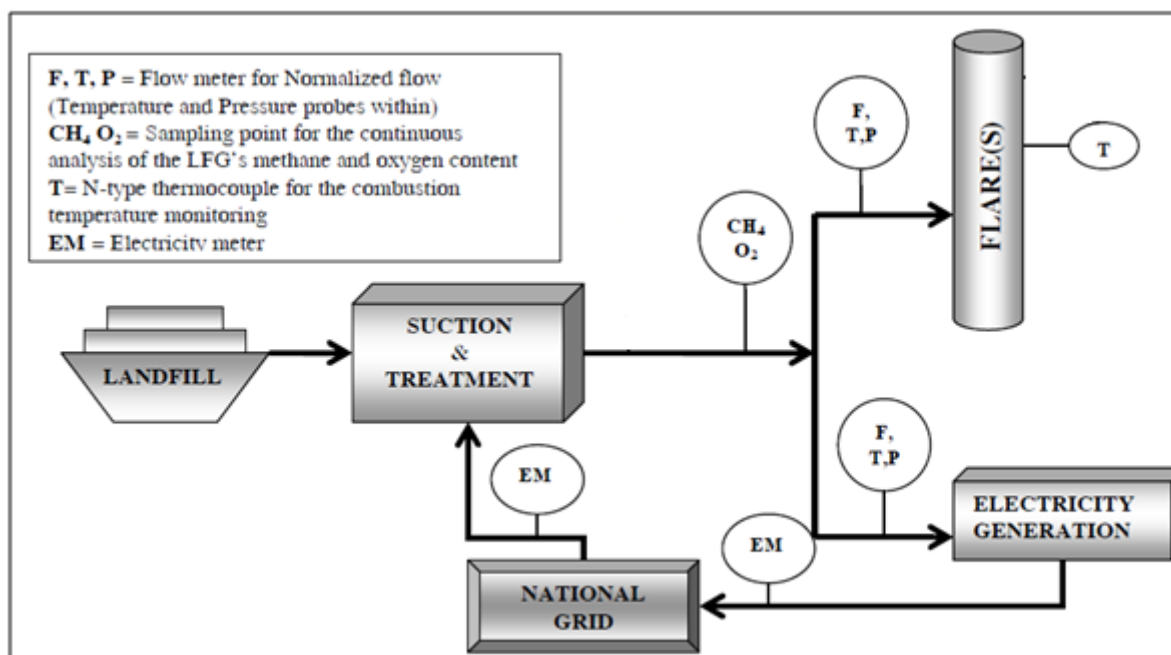 F, T, P = Flow meter for Normalized flow
(Temperature and Pressure probes within)
CH₄ O₂ = Sampling point for the continuous
analysis of the LFG's methane and oxygen content
T= N-type thermocouple for the combustion
temperature monitoring
EM = Electricity meter
F,
T,P
FLARE(S)
T
CH₄
O₂
LANDFILL
SUCTION
&
TREATMENT
F,
T,P
EM
ELECTRICITY
GENERATION
EM
NATIONAL
GRID